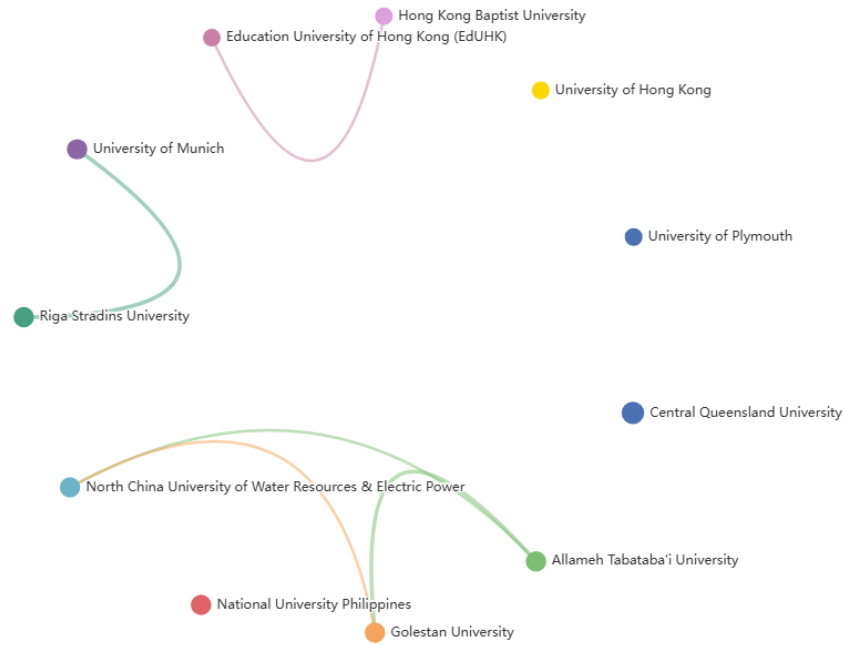 Hong Kong Baptist University
Education University of Hong Kong (EdUHK)
University of Hong Kong
University of Munich
University of Plymouth
Riga Stradins University
Central Queensland University
North China University of Water Resources & Electric Power
Allameh Tabataba'i University
National University Philippines
Golestan University